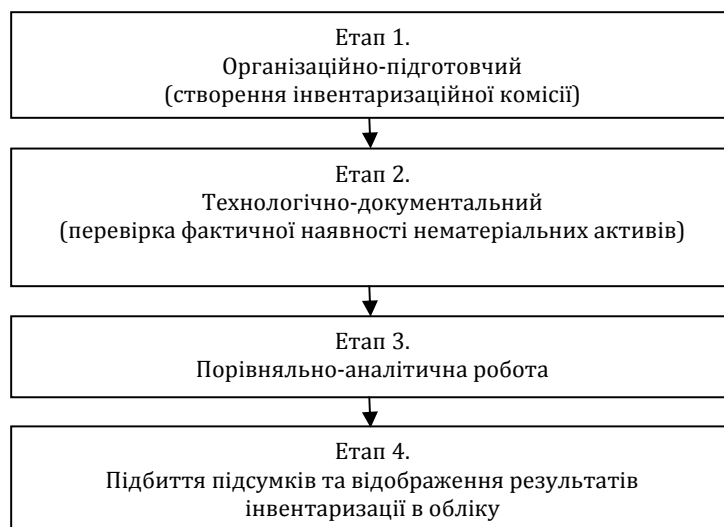 Етап 1.
Організаційно-підготовчий
(створення інвентаризаційної комісії)
Етап 2.
Технологічно-документальний
(перевірка фактичної наявності нематеріальних активів)
Етап 3.
Порівняльно-аналітична робота
Етап 4.
Підбиття підсумків та відображення результатів
інвентаризації в обліку